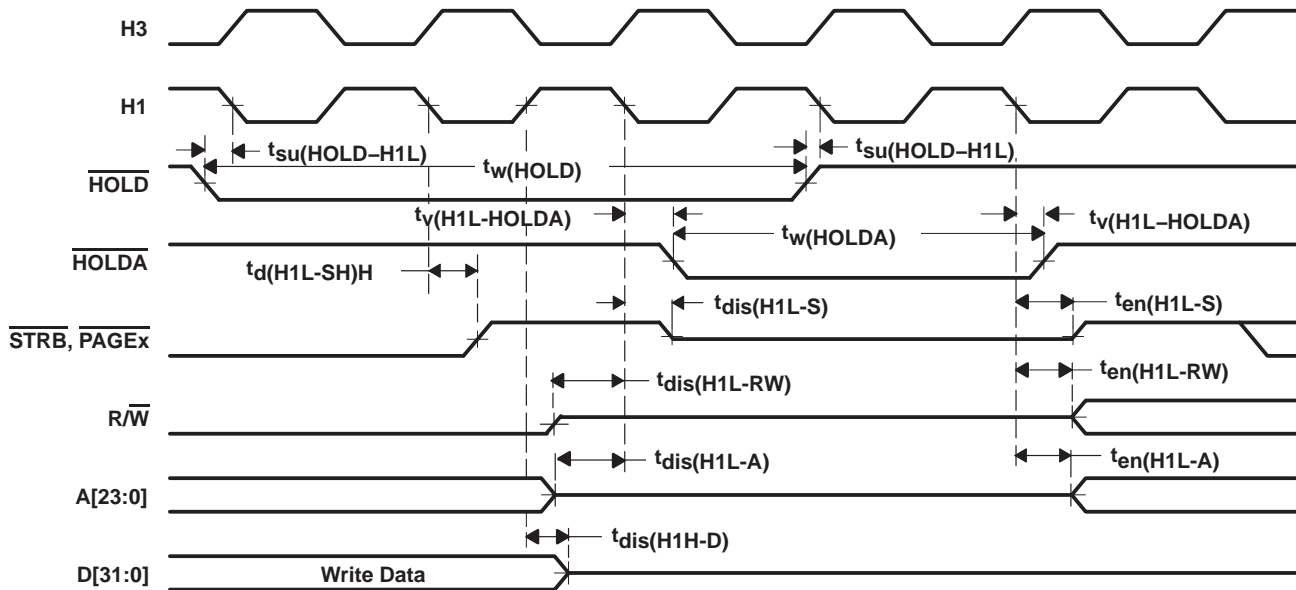 H3
H1
tsu(HOLD–H1L)
tsu(HOLD–H1L)
tw(HOLD)
HOLD
tv(H1L-HOLDA)
tw(HOLDA)
tv(H1L–HOLDA)
HOLDA
td(H1L-SH)H
tdis(H1L-S)
ten(H1L-S)
STRB, PAGEx
tdis(H1L-RW)
ten(H1L-RW)
R/W
tdis(H1L-A)
ten(H1L-A)
A[23:0]
tdis(H1H-D)
D[31:0]
Write Data